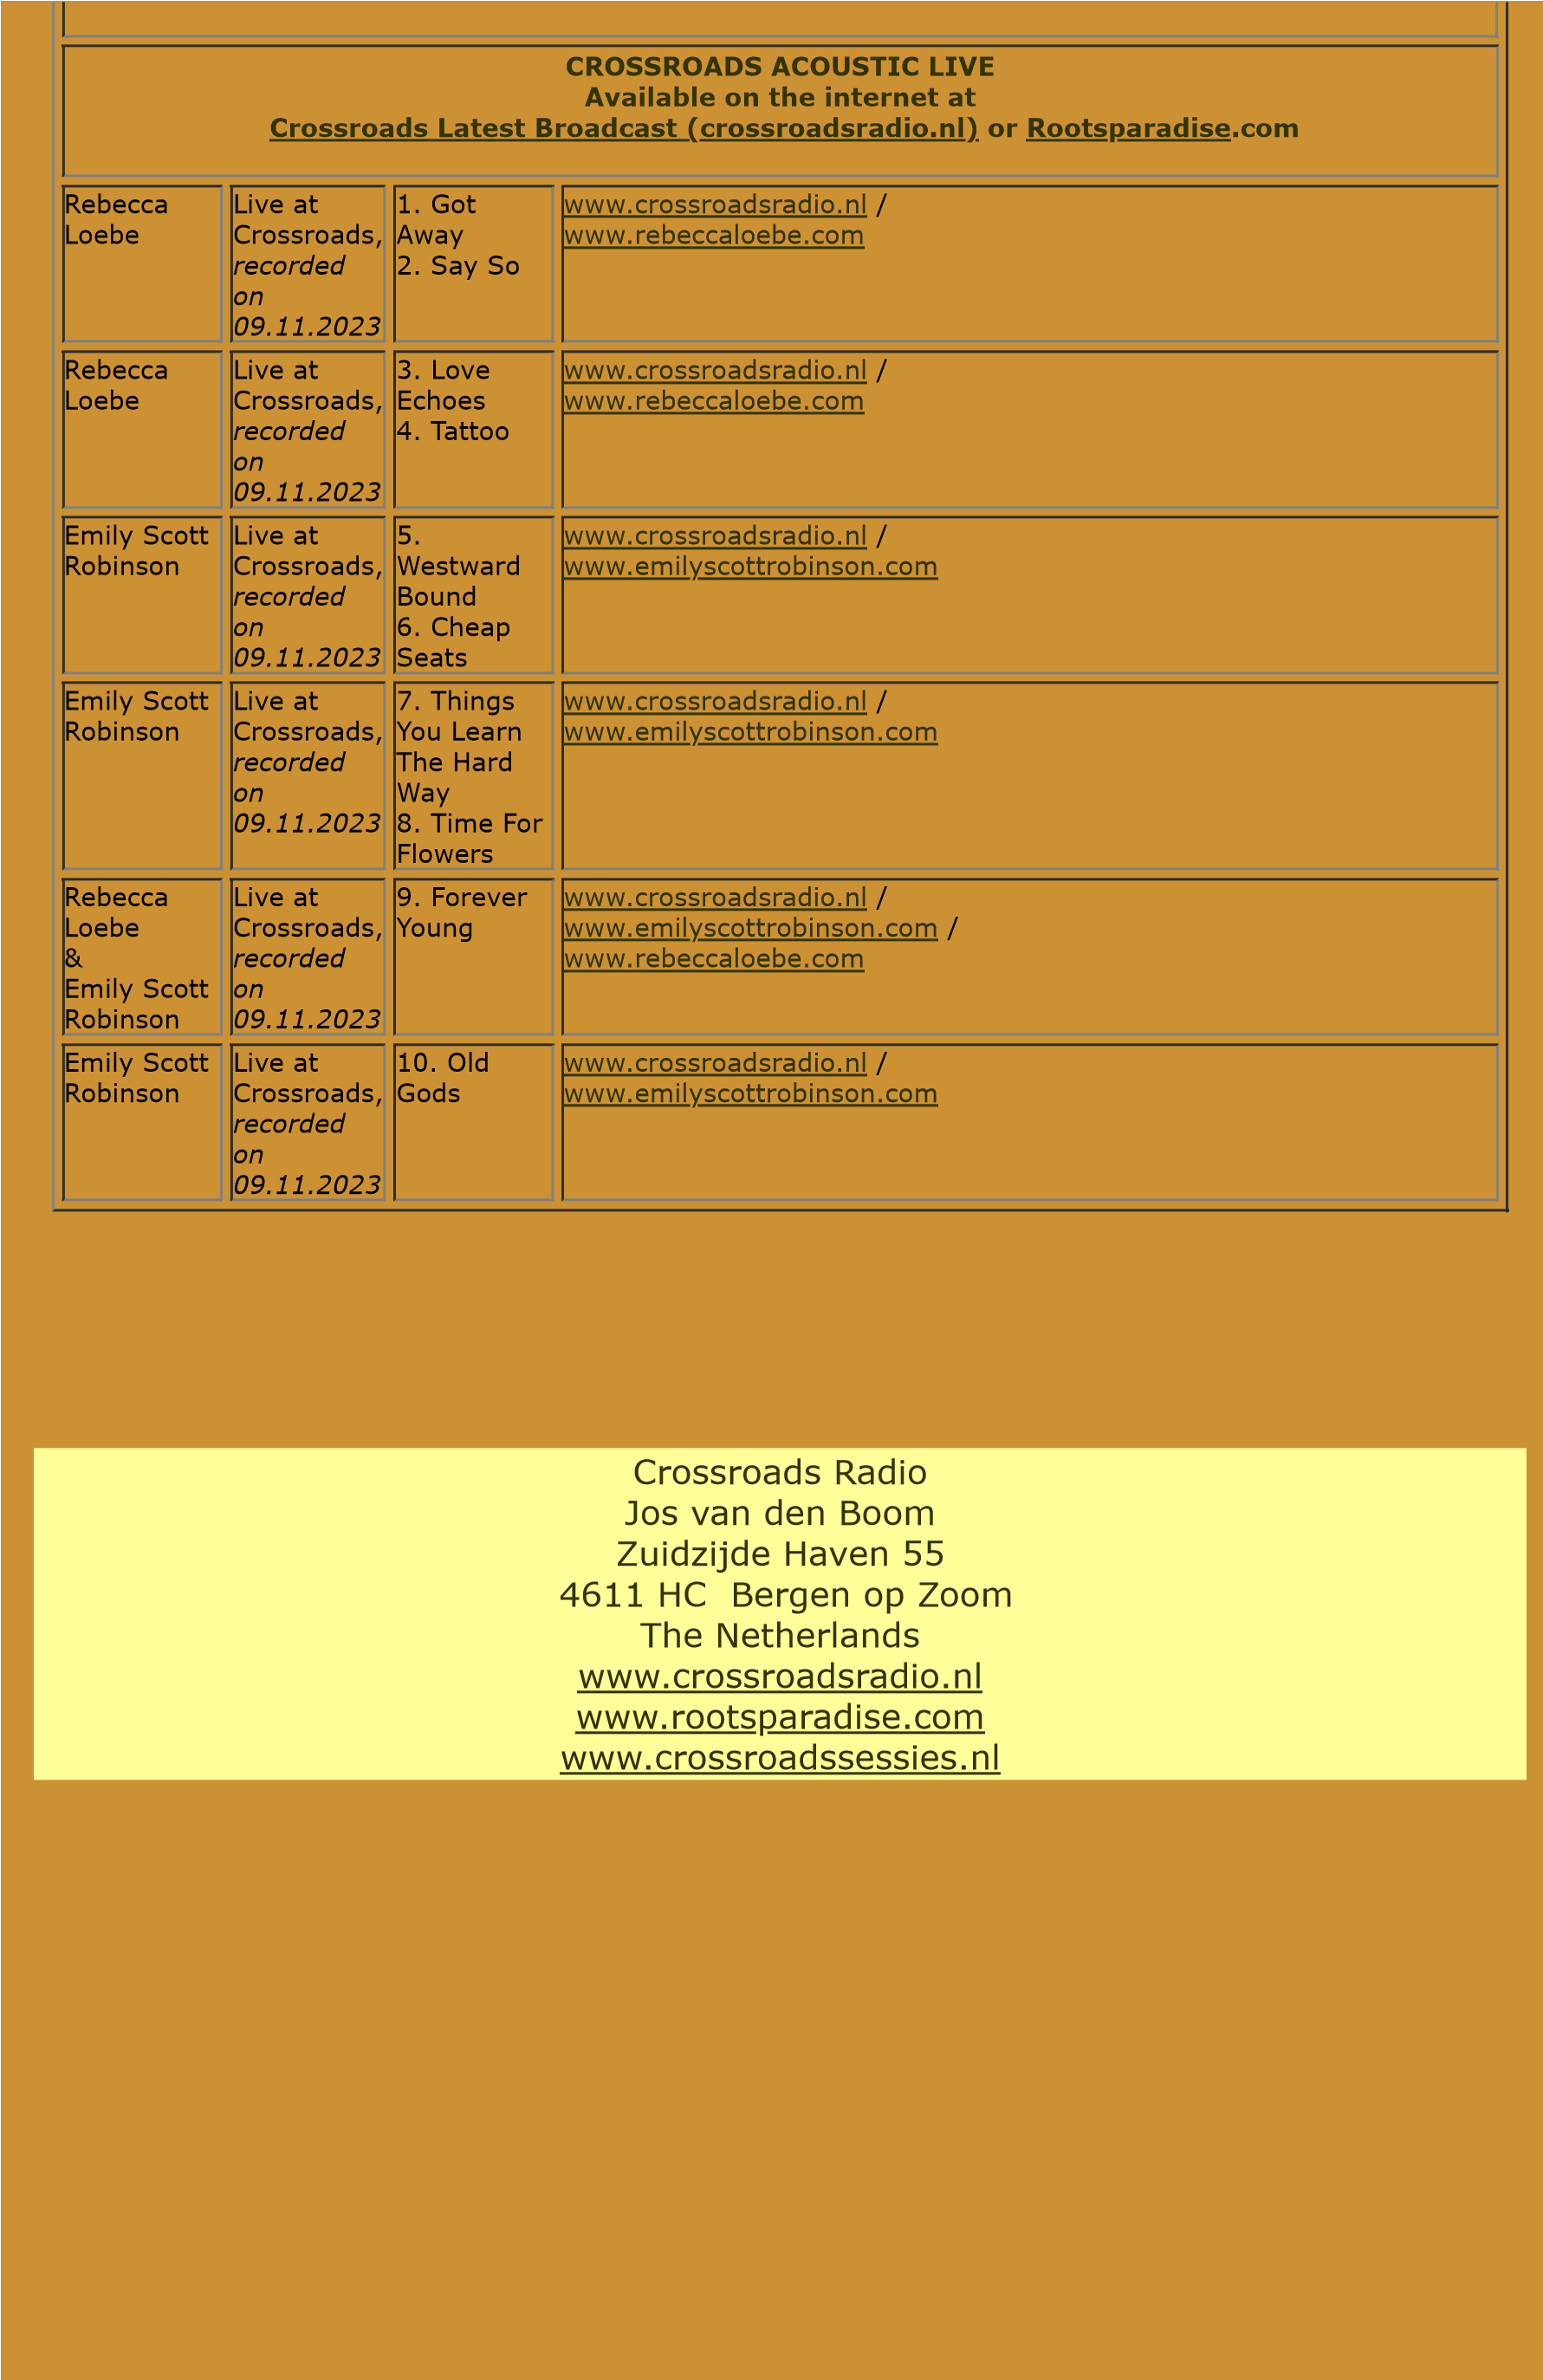 CROSSROADS ACOUSTIC LIVE
Available on the internet at
Crossroads Latest Broadcast (crossroadsradio.nl) or Rootsparadise.com
Rebecca
Loebe
Live at
Crossroads,
recorded
on
09.11.2023
1. Got
Away
2. Say So
www.crossroadsradio.nl /
www.rebeccaloebe.com
Rebecca
Loebe
Live at
Crossroads,
recorded
on
09.11.2023
3. Love
Echoes
4. Tattoo
www.crossroadsradio.nl /
www.rebeccaloebe.com
Emily Scott
Robinson
Live at
Crossroads,
recorded
on
09.11.2023
5.
Westward
Bound
6. Cheap
Seats
www.crossroadsradio.nl /
www.emilyscottrobinson.com
Emily Scott
Robinson
Live at
Crossroads,
recorded
on
09.11.2023
7. Things
You Learn
The Hard
Way
8. Time For
Flowers
www.crossroadsradio.nl /
www.emilyscottrobinson.com
Rebecca
Loebe
&
Emily Scott
Robinson
Live at
Crossroads,
recorded
on
09.11.2023
9. Forever
Young
www.crossroadsradio.nl /
www.emilyscottrobinson.com /
www.rebeccaloebe.com
Emily Scott
Robinson
Live at
Crossroads,
recorded
on
09.11.2023
10. Old
Gods
www.crossroadsradio.nl /
www.emilyscottrobinson.com
Crossroads Radio
Jos van den Boom
Zuidzijde Haven 55
4611 HC  Bergen op Zoom
The Netherlands
www.crossroadsradio.nl
www.rootsparadise.com
www.crossroadssessies.nl